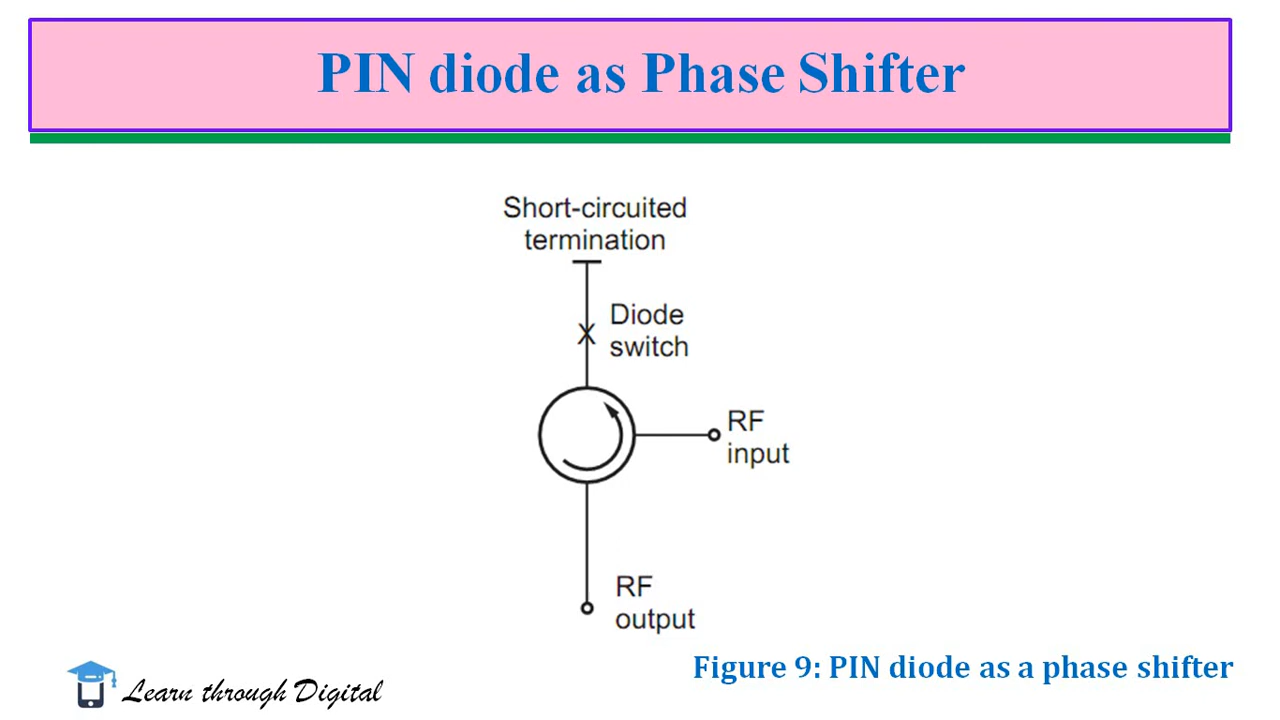 PIN diode as Phase Shifter
Short-circuited
termination
Diode
switch
RF
input
RF
output
Figure 9: PIN diode as a phase shifter
Learn through Digital